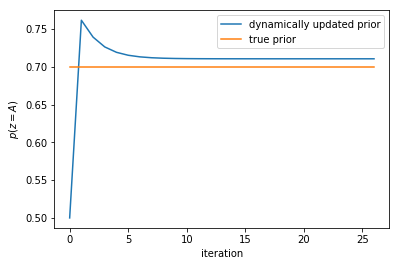 dynamically updated prior
true prior
0.75
0.70
0.65
0.60
0.55
0.50
p(z = A)
0 5 10 15 20 25
iteration